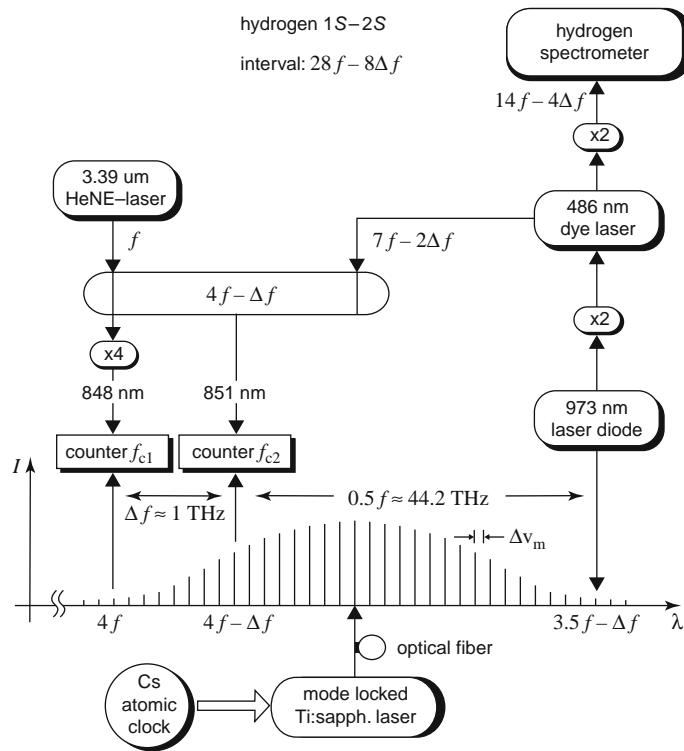 hydrogen 1S–2S
interval: 28f – 8Δf
hydrogen
spectrometer
14f – 4Δf
x2
3.39 um
HeNE–laser
486 nm
dye laser
f
7f – 2Δf
4f – Δf
x2
x4
848 nm
851 nm
973 nm
laser diode
counter fc1
counter fc2
I
Δf ≈ 1 THz
0.5f ≈ 44.2 THz
Δvm
4f
4f – Δf
3.5f – Δf
λ
optical fiber
Cs
atomic
clock
mode locked
Ti:sapph. laser